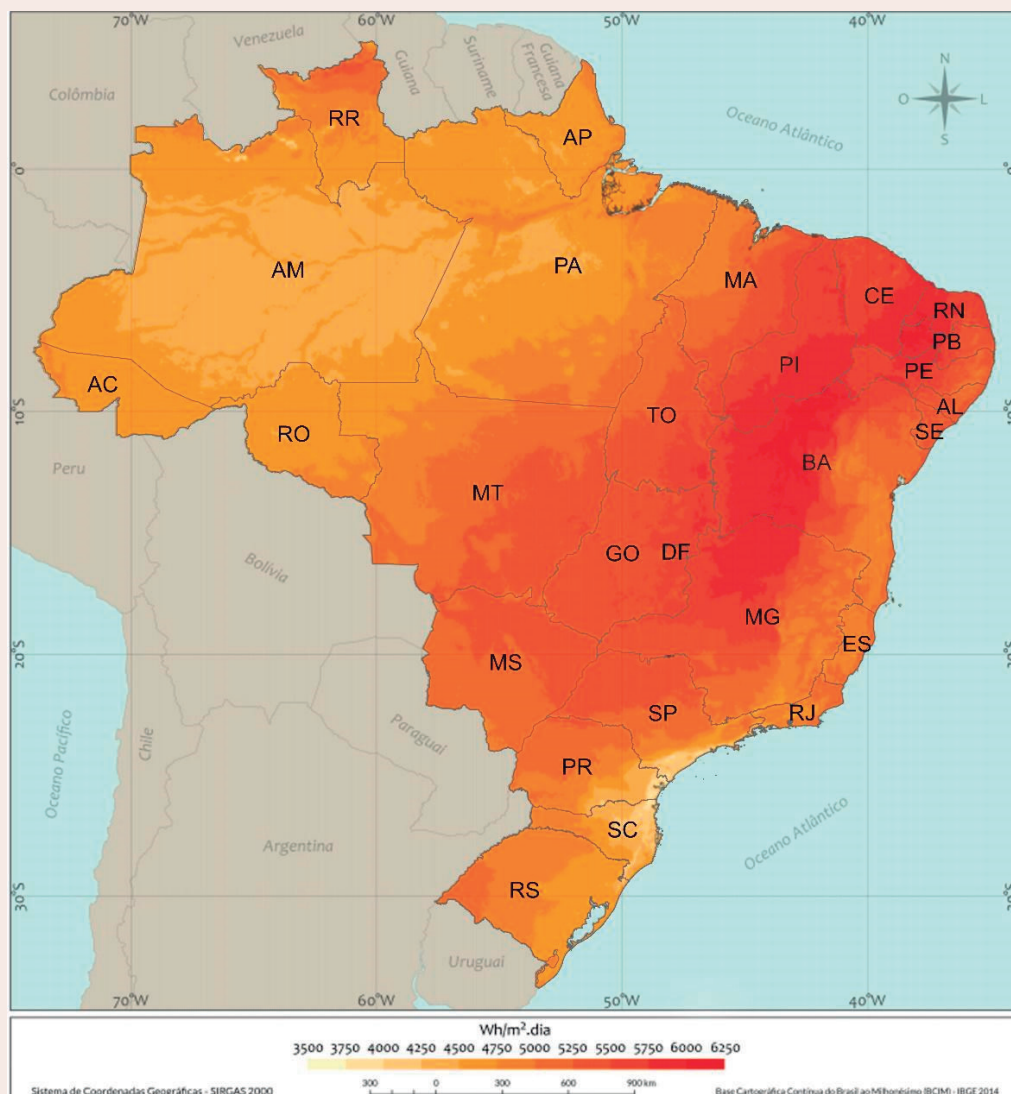 70°W 60°W 50°W 40°W
Venezuela
Guiana
Suriname
Guiana
Francesa
Colômbia
N
O L
S
Oceano Atlântico
RR
AP
0
0
AM
PA
MA
CE
RN
PB
PI
PE
AC
10°S
TO
AL
SE
RO
BA
Peru
MT
GO
DF
Bolívia
MG
ES
20°S
20°S
MS
SP
RJ
Oceano Pacífico
Chile
Paraguai
PR
SC
Oceano Atlântico
Argentina
RS
30°S
Uruguai
70°W 60°W 50°W 40°W
Wh/m².dia
3500 3750 4000 4250 4500 4750 5000 5250 5500 5750 6000 6250
300 0 300 600 900 km
Sistema de Coordenadas Geográficas - SIRGAS 2000
Base Cartográfica Contínua do Brasil ao Milhonésimo (BCIM) - IBGE 2014